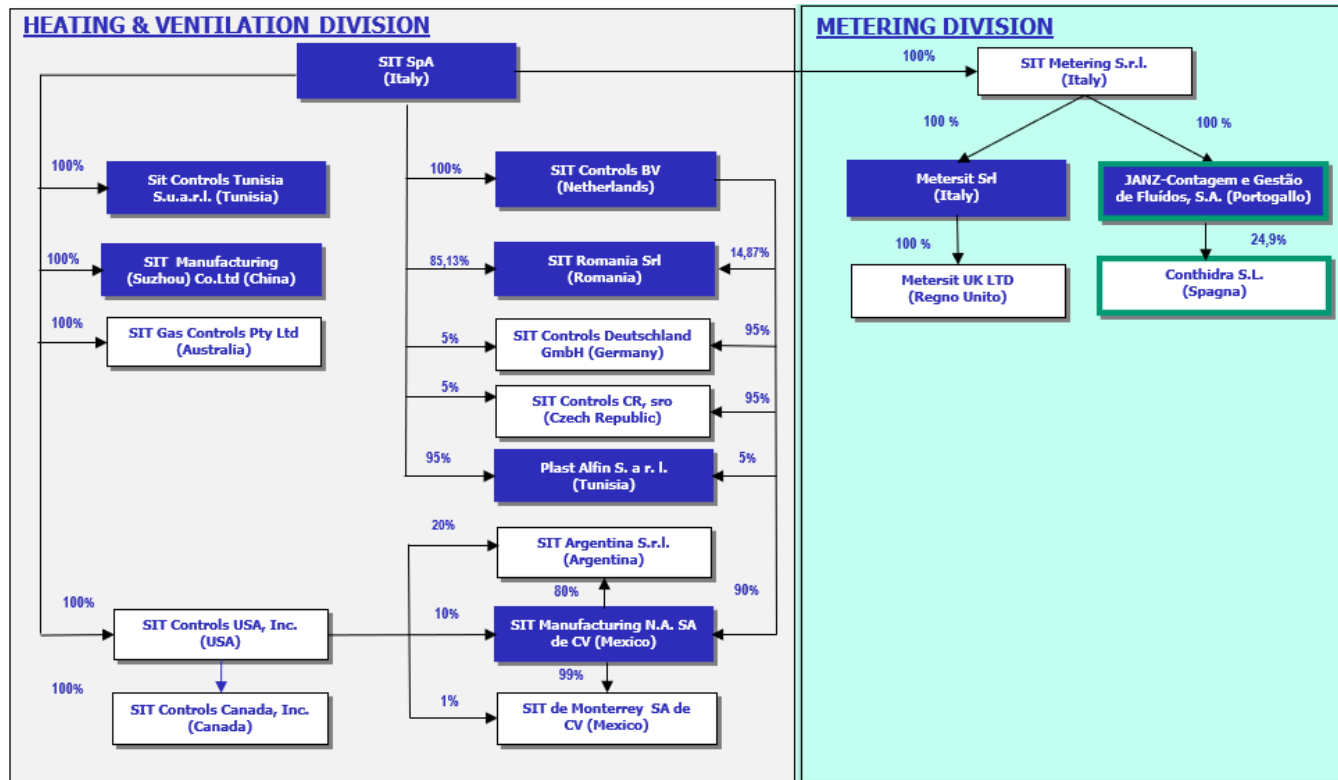 HEATING & VENTILATION DIVISION
SIT SpA
(Italy)
100%
Sit Controls Tunisia
S.u.a.r.l. (Tunisia)
100%
SIT Manufacturing
(Suzhou) Co.Ltd (China)
100%
SIT Gas Controls Pty Ltd
(Australia)
100%
SIT Controls USA, Inc.
(USA)
100%
SIT Controls Canada, Inc.
(Canada)
100%
SIT Controls BV
(Netherlands)
85,13%
SIT Romania Srl
(Romania)
14,87%
5%
SIT Controls Deutschland
GmbH (Germany)
95%
5%
SIT Controls CR, sro
(Czech Republic)
95%
95%
Plast Alfin S. a r. l.
(Tunisia)
5%
20%
SIT Argentina S.r.l.
(Argentina)
80%
90%
10%
SIT Manufacturing N.A. SA
de CV (Mexico)
99%
1%
SIT de Monterrey SA de
CV (Mexico)
METERING DIVISION
100%
SIT Metering S.r.l.
(Italy)
100 %
100 %
Metersit Srl
(Italy)
JANZ-Contagem e Gestão
de Fluídos, S.A. (Portogallo)
100 %
24,9%
Metersit UK LTD
(Regno Unito)
Conthidra S.L.
(Spagna)